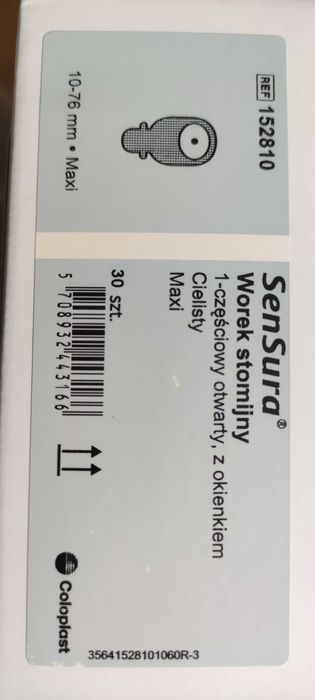 REF 152810
10-76 mm • Maxi
SenSura®
Worek stomijny
1-częściowy otwarty, z okienkiem
Cielisty
Maxi
30 szt.
5 708932 443166
Coloplast
35641528101060R-3